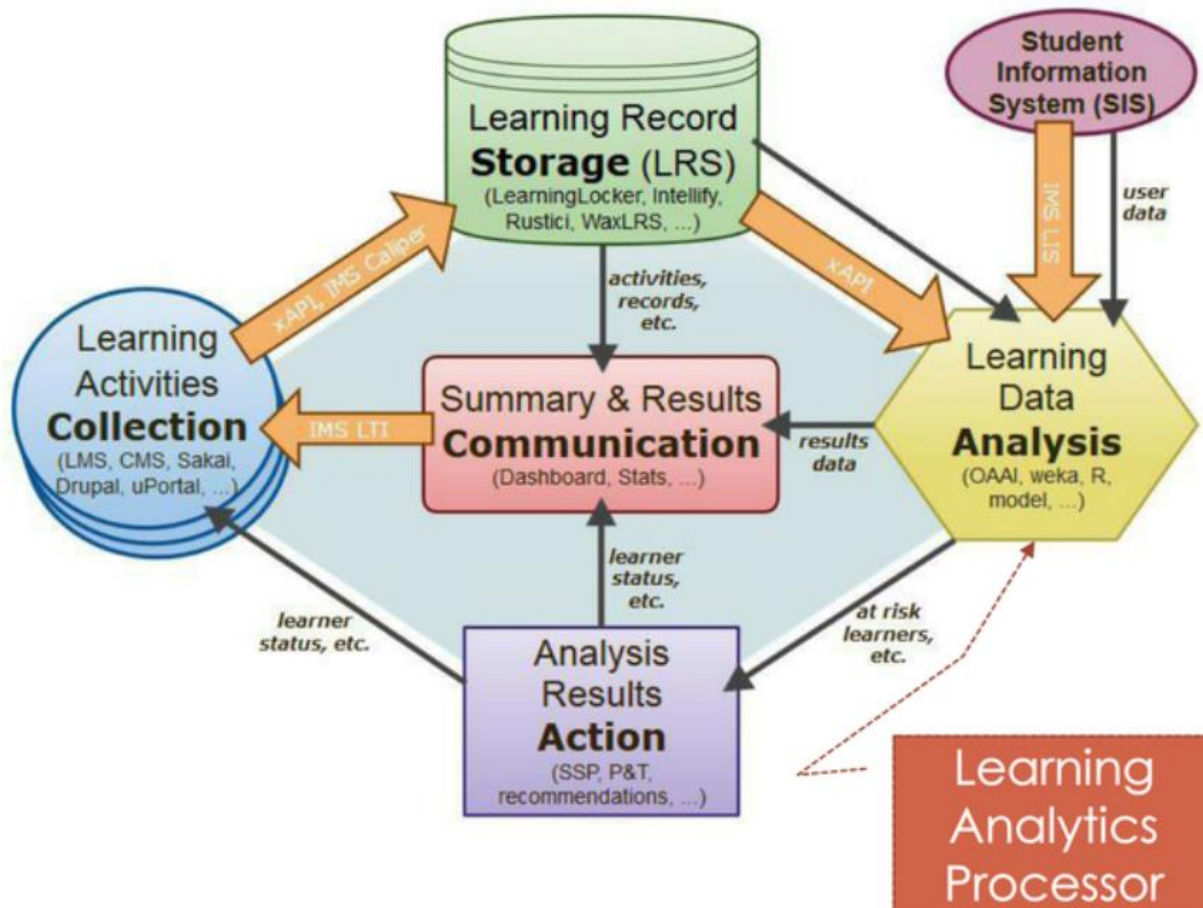 Learning Record
Storage (LRS)
(LearningLocker, Intellify,
Rustici, WaxLRS, ...)
Student
Information
System (SIS)
IMS LIS
user
data
xAPI, IMS Caliper
xAPI
activities,
records,
etc.
Learning
Activities
Collection
(LMS, CMS, Sakai,
Drupal, uPortal, ...)
IMS LTI
Summary & Results
Communication
(Dashboard, Stats, ...)
results
data
Learning
Data
Analysis
(OAAI, weka, R,
model, ...)
learner
status,
etc.
learner
status, etc.
at risk
learners,
etc.
Analysis
Results
Action
(SSP, P&T,
recommendations, ...)
Learning
Analytics
Processor